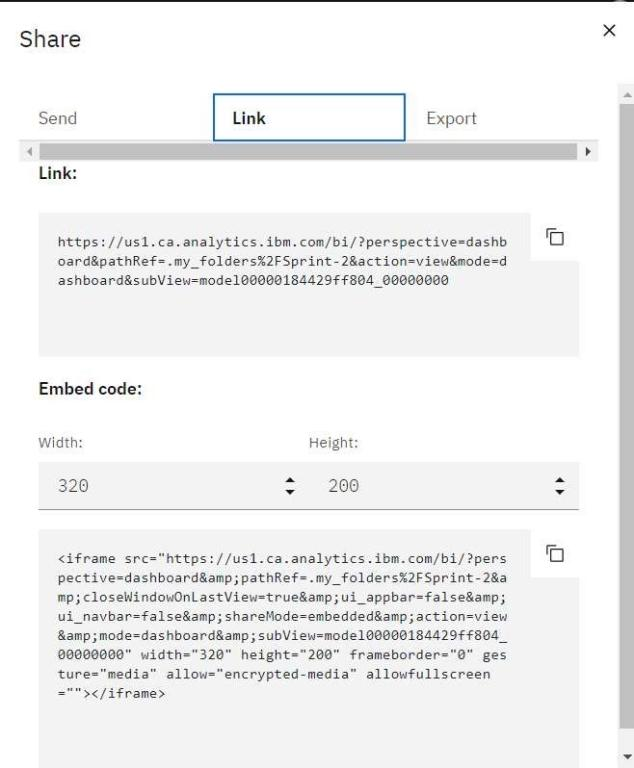 Share
Send Link Export
Link:
https://us1.ca.analytics.ibm.com/bi/?perspective=dashb
oard&pathRef=.my_folders%2FSprint-2&action=view&mode=d
ashboard&subView=model00000184429ff804_00000000
Embed code:
Width: Height:
320 200
<iframe src="https://us1.ca.analytics.ibm.com/bi/?pers
pective=dashboard&amp;pathRef=.my_folders%2FSprint-2&a
mp;closeWindowOnLastView=true&amp;ui_appbar=false&amp;
ui_navbar=false&amp;shareMode=embedded&amp;action=view
&amp;mode=dashboard&amp;subView=model00000184429ff804_
00000000" width="320" height="200" frameborder="0" ges
ture="media" allow="encrypted-media" allowfullscreen
=""></iframe>